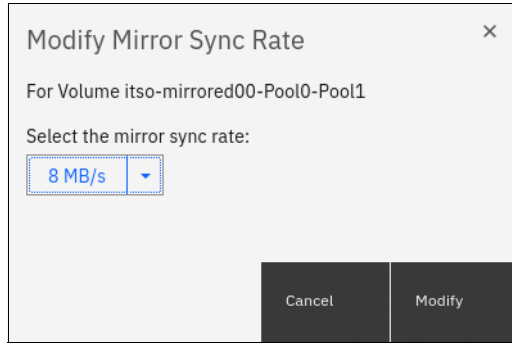 Modify Mirror Sync Rate
For Volume itso-mirrored00-Pool0-Pool1
Select the mirror sync rate:
8 MB/s
Cancel Modify